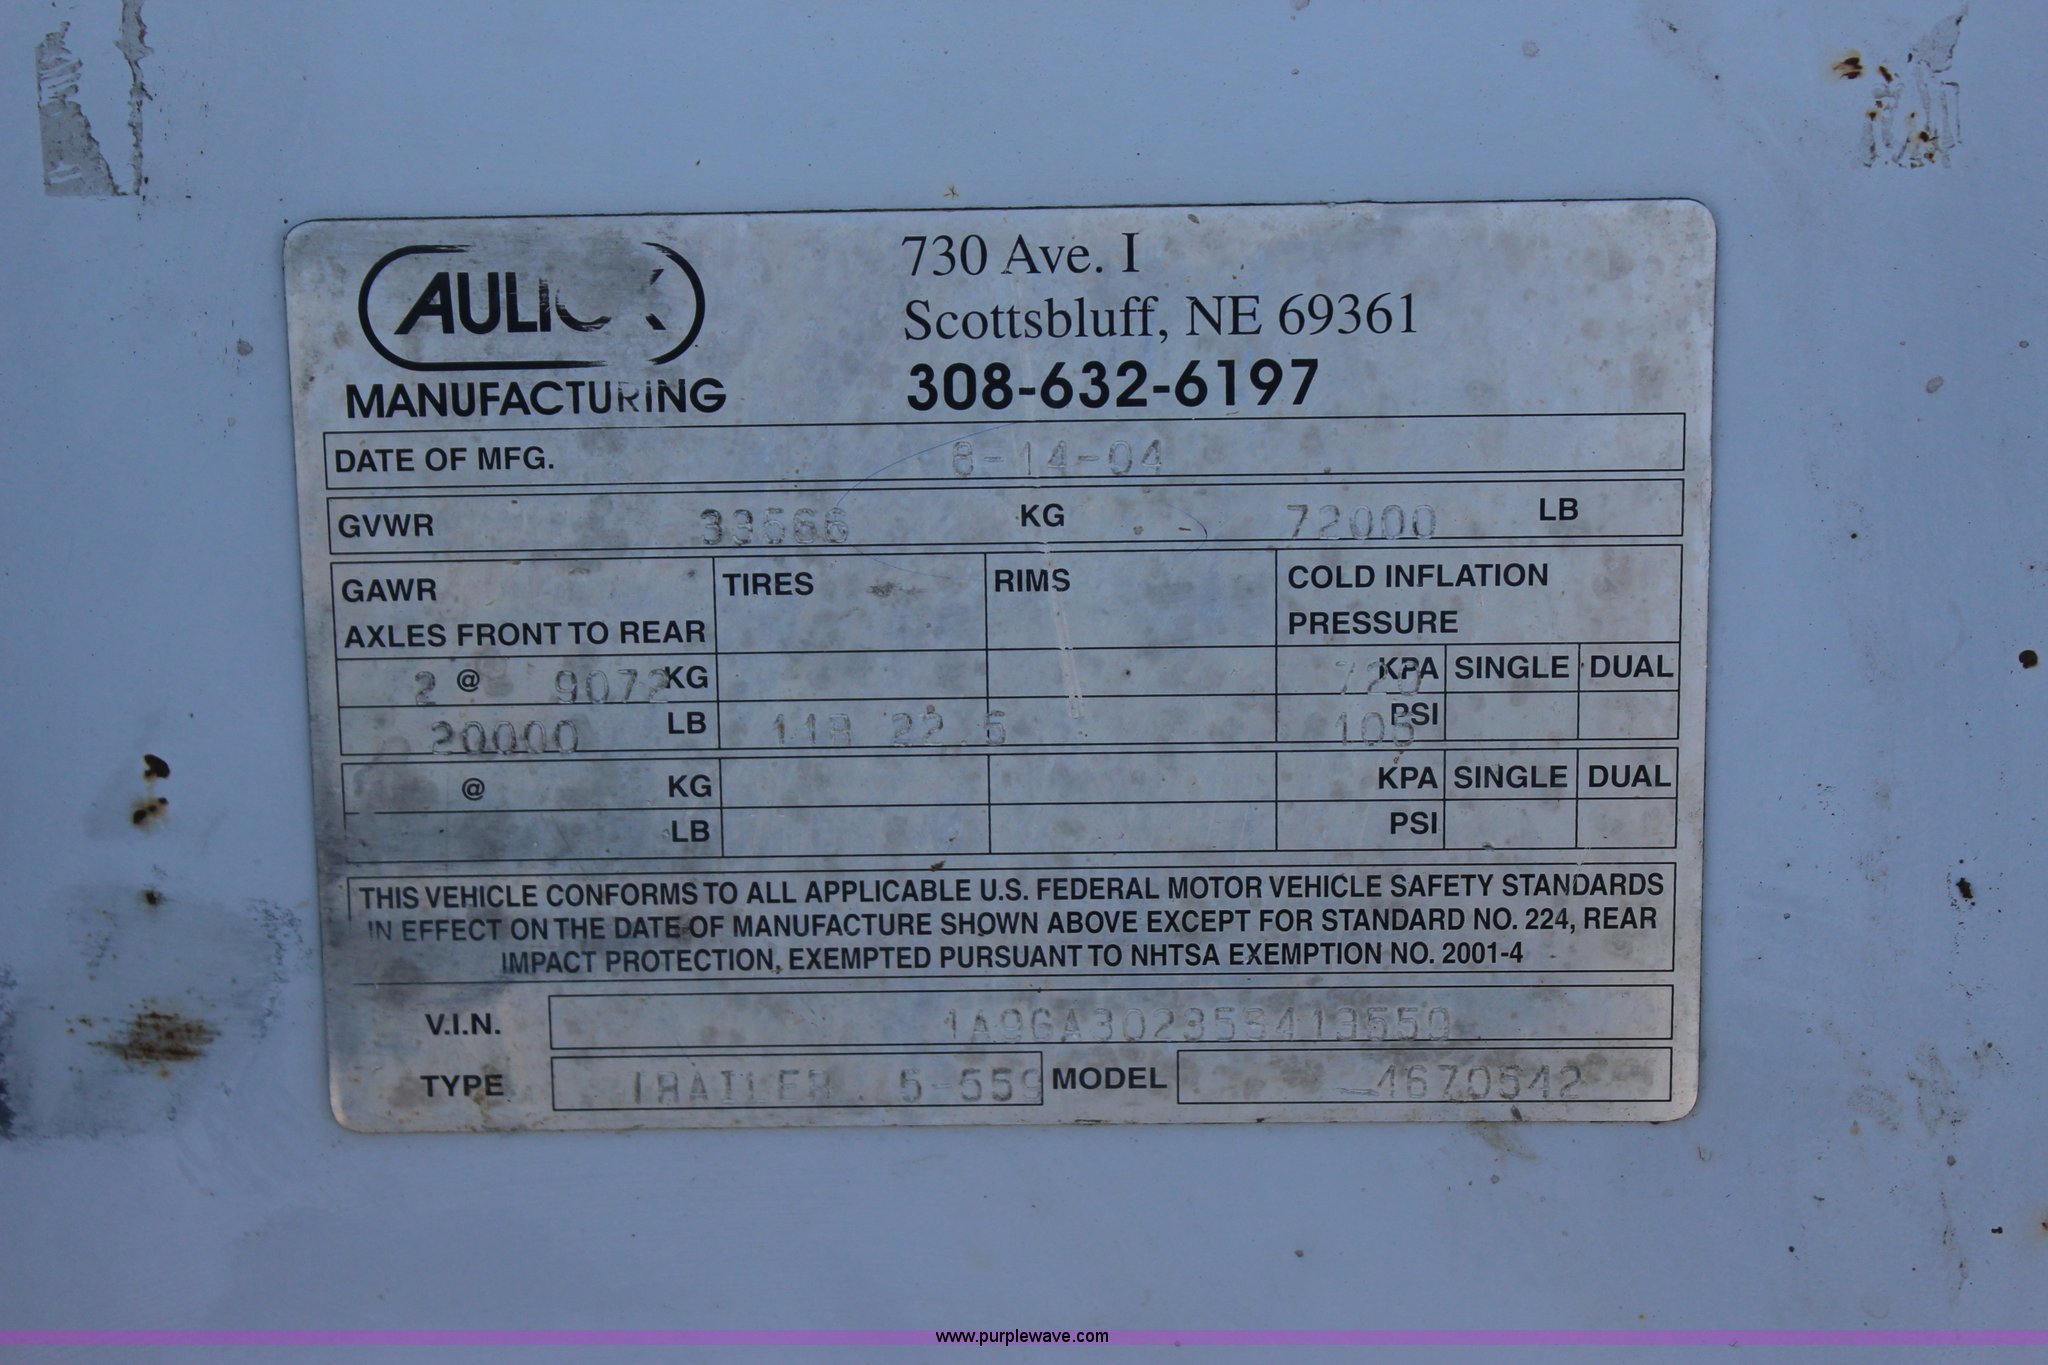 AULICK
MANUFACTURING
730 Ave. I
Scottsbluff, NE 69361
308-632-6197
DATE OF MFG. 8-14-04
GVWR 33566 KG 72000 LB
GAWR TIRES RIMS COLD INFLATION
AXLES FRONT TO REAR PRESSURE
2 @ 9072 KG 720 KPA SINGLE DUAL
20000 LB 11R 22.5 105 PSI
@ KG KPA SINGLE DUAL
LB PSI
THIS VEHICLE CONFORMS TO ALL APPLICABLE U.S. FEDERAL MOTOR VEHICLE SAFETY STANDARDS
IN EFFECT ON THE DATE OF MANUFACTURE SHOWN ABOVE EXCEPT FOR STANDARD NO. 224, REAR
IMPACT PROTECTION, EXEMPTED PURSUANT TO NHTSA EXEMPTION NO. 2001-4
V.I.N.
TYPE TRAILER 5-559 MODEL 4670542
www.purplewave.com